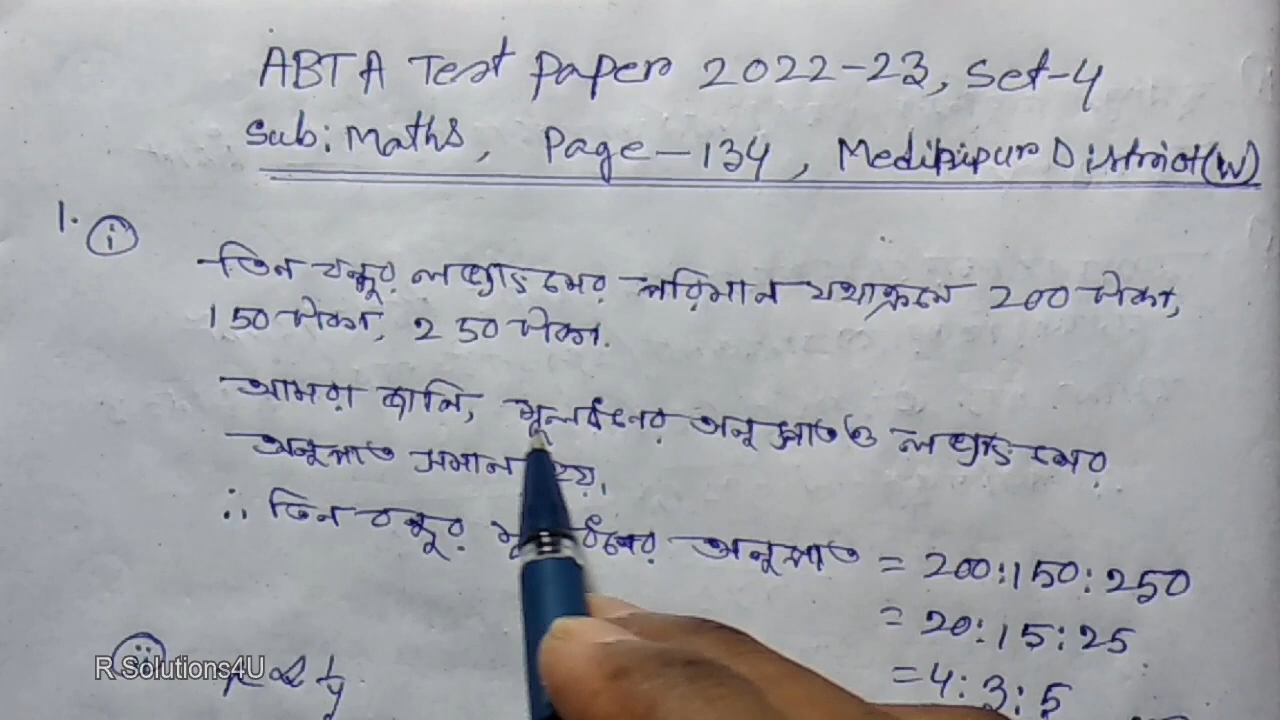 ABTA Test Paper 2022-23, Set-4
Sub: Maths, Page-134, Medinipur District(W)
1. (i)
তিন বন্ধুর লভ্যাংশের পরিমান যথাক্রমে 200 টাকা,
150 টাকা, 250 টাকা.
আমরা জানি, মূলধনের অনুপাত ও লভ্যাংশের
অনুপাত সমান হয়,
∴ তিন বন্ধুর মূলধনের অনুপাত = 200:150:250
= 20:15:25
= 4:3:5
(ii) x ∝ 1/y
R Solutions4U